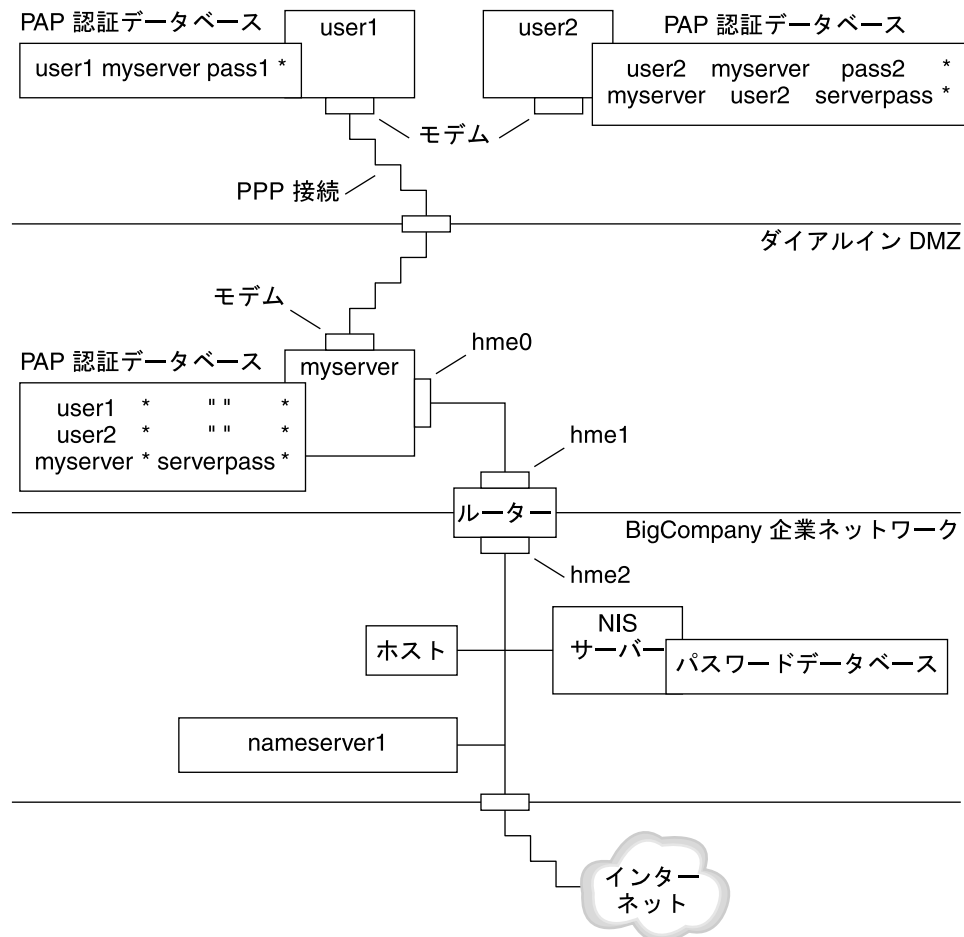 PAP 認証データベース
user1
user1 myserver pass1 *
user2
PAP 認証データベース
user2 myserver pass2 *
myserver user2 serverpass *
モデム
PPP 接続
ダイアルイン DMZ
モデム
hme0
PAP 認証データベース
myserver
user1 * " " *
user2 * " " *
myserver * serverpass *
hme1
ルーター
BigCompany 企業ネットワーク
hme2
ホスト
NIS
サーバー
パスワードデータベース
nameserver1
インター
ネット